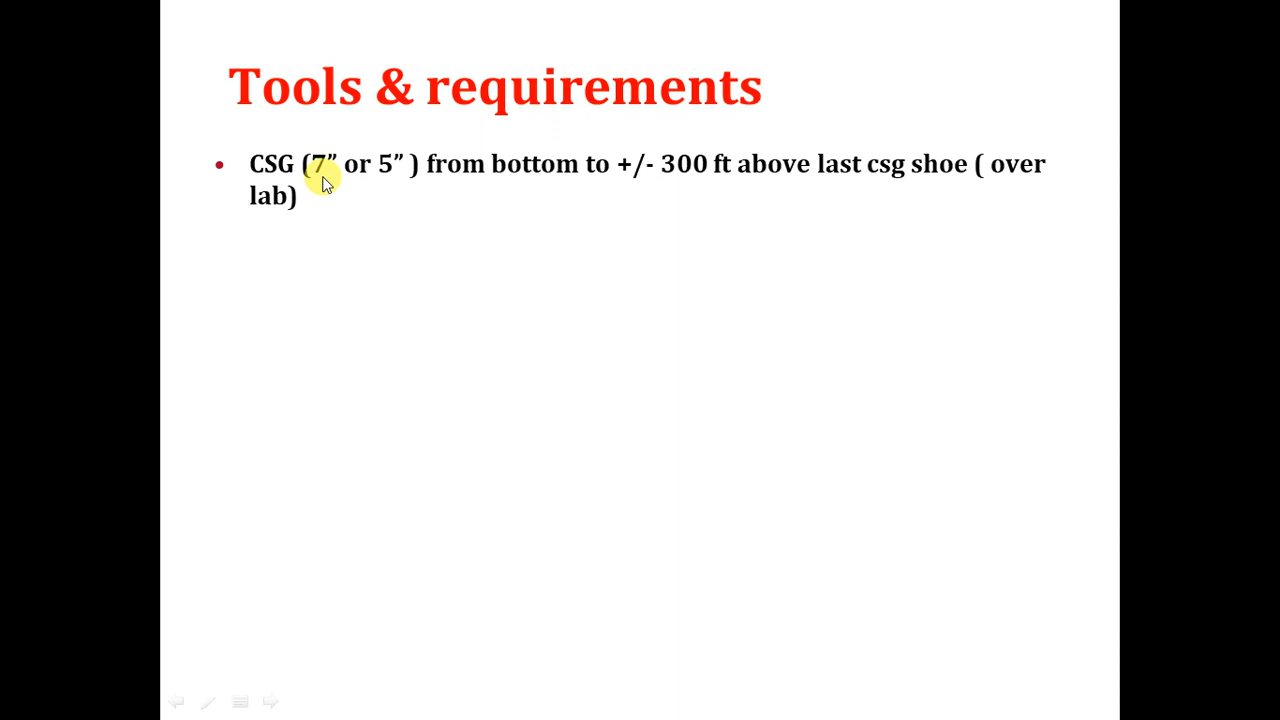 Tools & requirements
• CSG (7” or 5” ) from bottom to +/- 300 ft above last csg shoe ( over
lab)